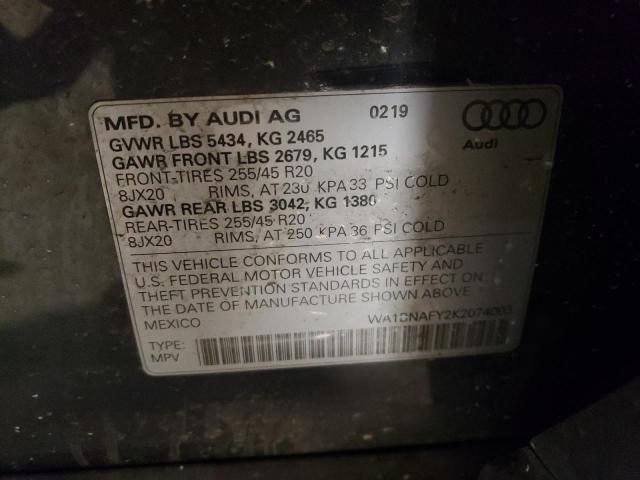 MFD. BY AUDI AG 0219
Audi
GVWR LBS 5434, KG 2465
GAWR FRONT LBS 2679, KG 1215
FRONT-TIRES 255/45 R20
8JX20 RIMS, AT 230 KPA 33 PSI COLD
GAWR REAR LBS 3042, KG 1380
REAR-TIRES 255/45 R20
8JX20 RIMS, AT 250 KPA 36 PSI COLD
THIS VEHICLE CONFORMS TO ALL APPLICABLE
U.S. FEDERAL MOTOR VEHICLE SAFETY AND
THEFT PREVENTION STANDARDS IN EFFECT ON
THE DATE OF MANUFACTURE SHOWN ABOVE.
MEXICO WA1BNAFY2K2074003
TYPE:
MPV